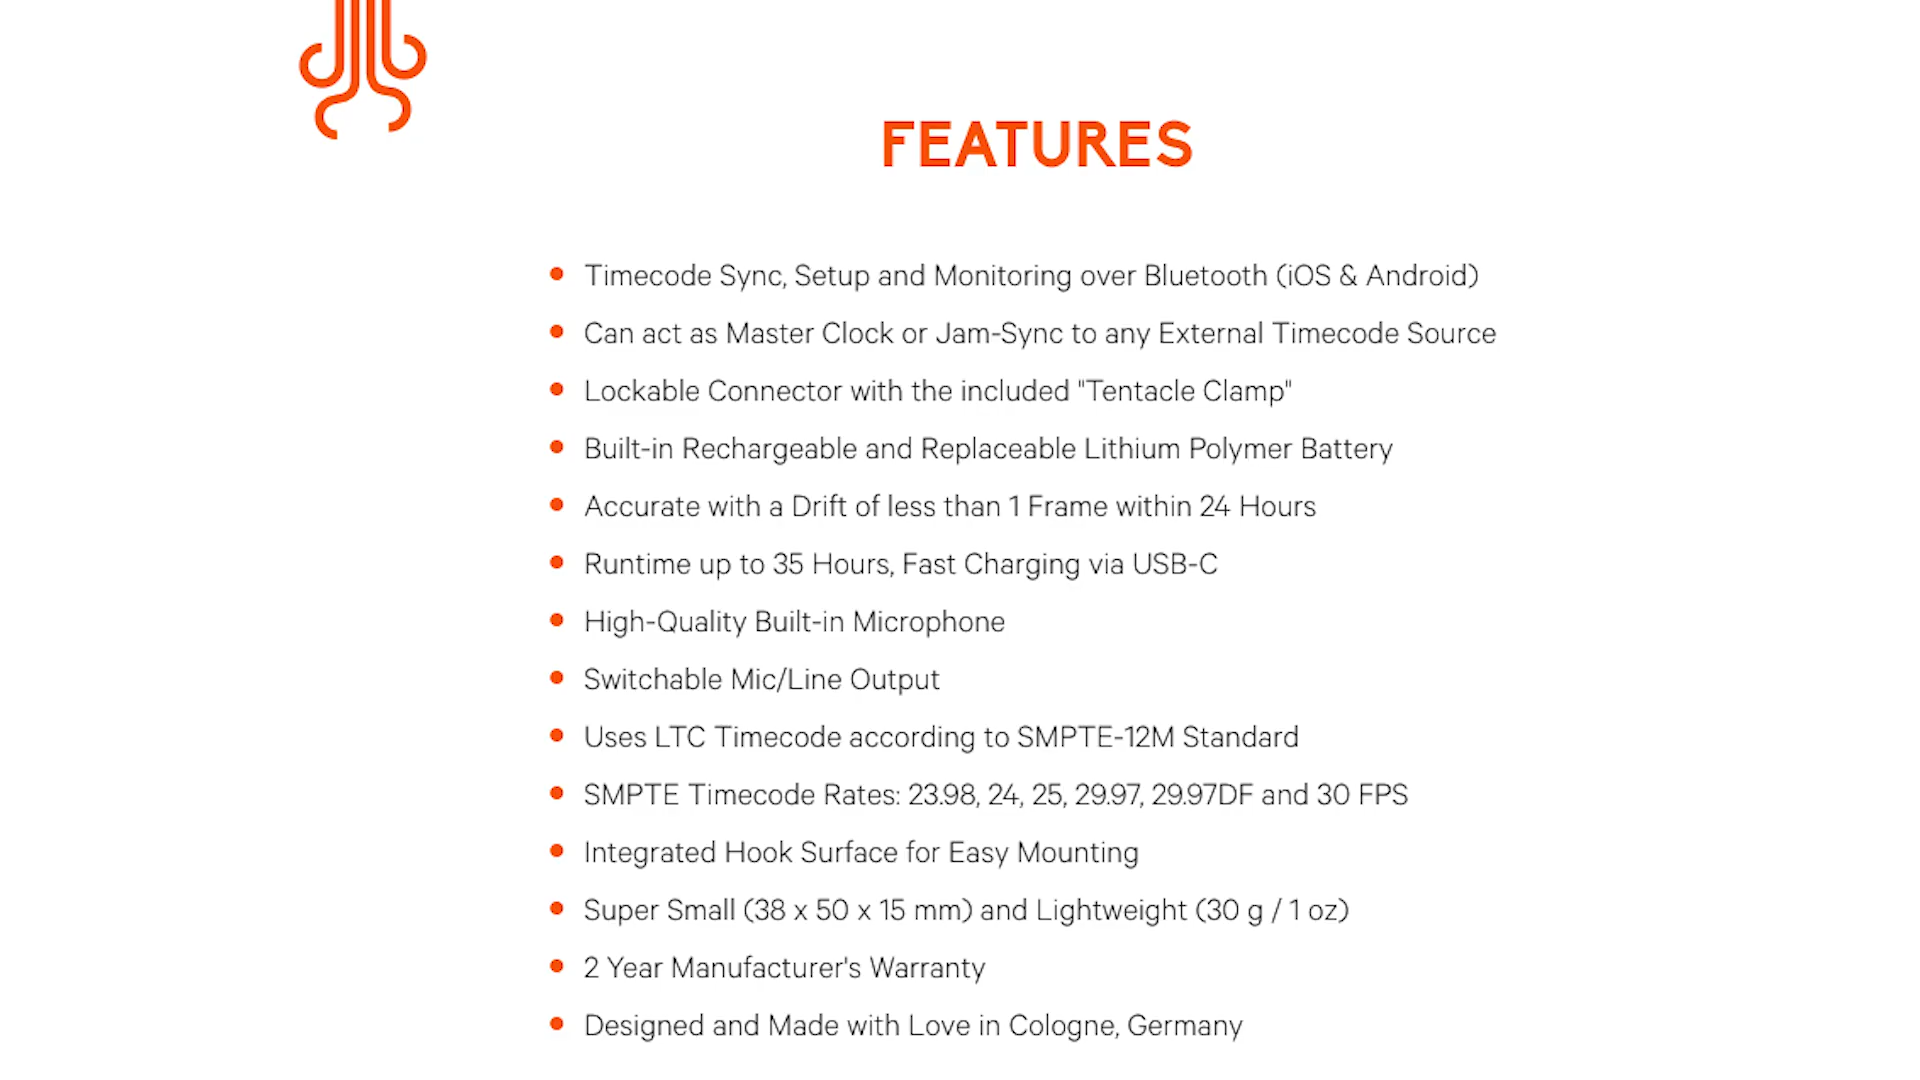 FEATURES
Timecode Sync, Setup and Monitoring over Bluetooth (iOS & Android)
Can act as Master Clock or Jam-Sync to any External Timecode Source
Lockable Connector with the included "Tentacle Clamp"
Built-in Rechargeable and Replaceable Lithium Polymer Battery
Accurate with a Drift of less than 1 Frame within 24 Hours
Runtime up to 35 Hours, Fast Charging via USB-C
High-Quality Built-in Microphone
Switchable Mic/Line Output
Uses LTC Timecode according to SMPTE-12M Standard
SMPTE Timecode Rates: 23.98, 24, 25, 29.97, 29.97DF and 30 FPS
Integrated Hook Surface for Easy Mounting
Super Small (38 x 50 x 15 mm) and Lightweight (30 g / 1 oz)
2 Year Manufacturer's Warranty
Designed and Made with Love in Cologne, Germany